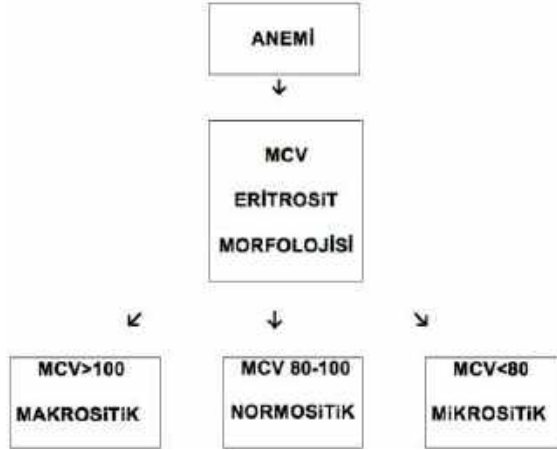 ANEMİ
MCV
ERİTROSİT
MORFOLOJİSİ
MCV>100
MAKROSİTİK
MCV 80-100
NORMOSİTİK
MCV<80
MİKROSİTİK